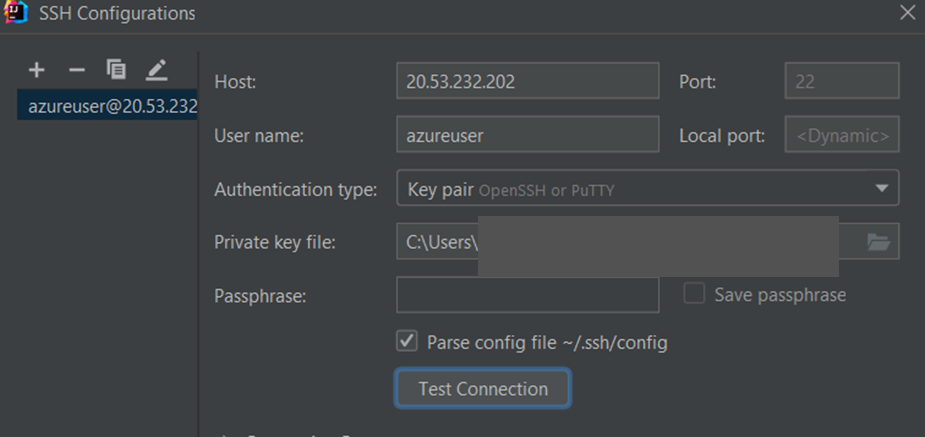 SSH Configurations
Host: 20.53.232.202 Port: 22
azureuser@20.53.232
User name: azureuser Local port: <Dynamic>
Authentication type: Key pair OpenSSH or PuTTY
Private key file: C:\Users\
Passphrase: Save passphrase
Parse config file ~/.ssh/config
Test Connection